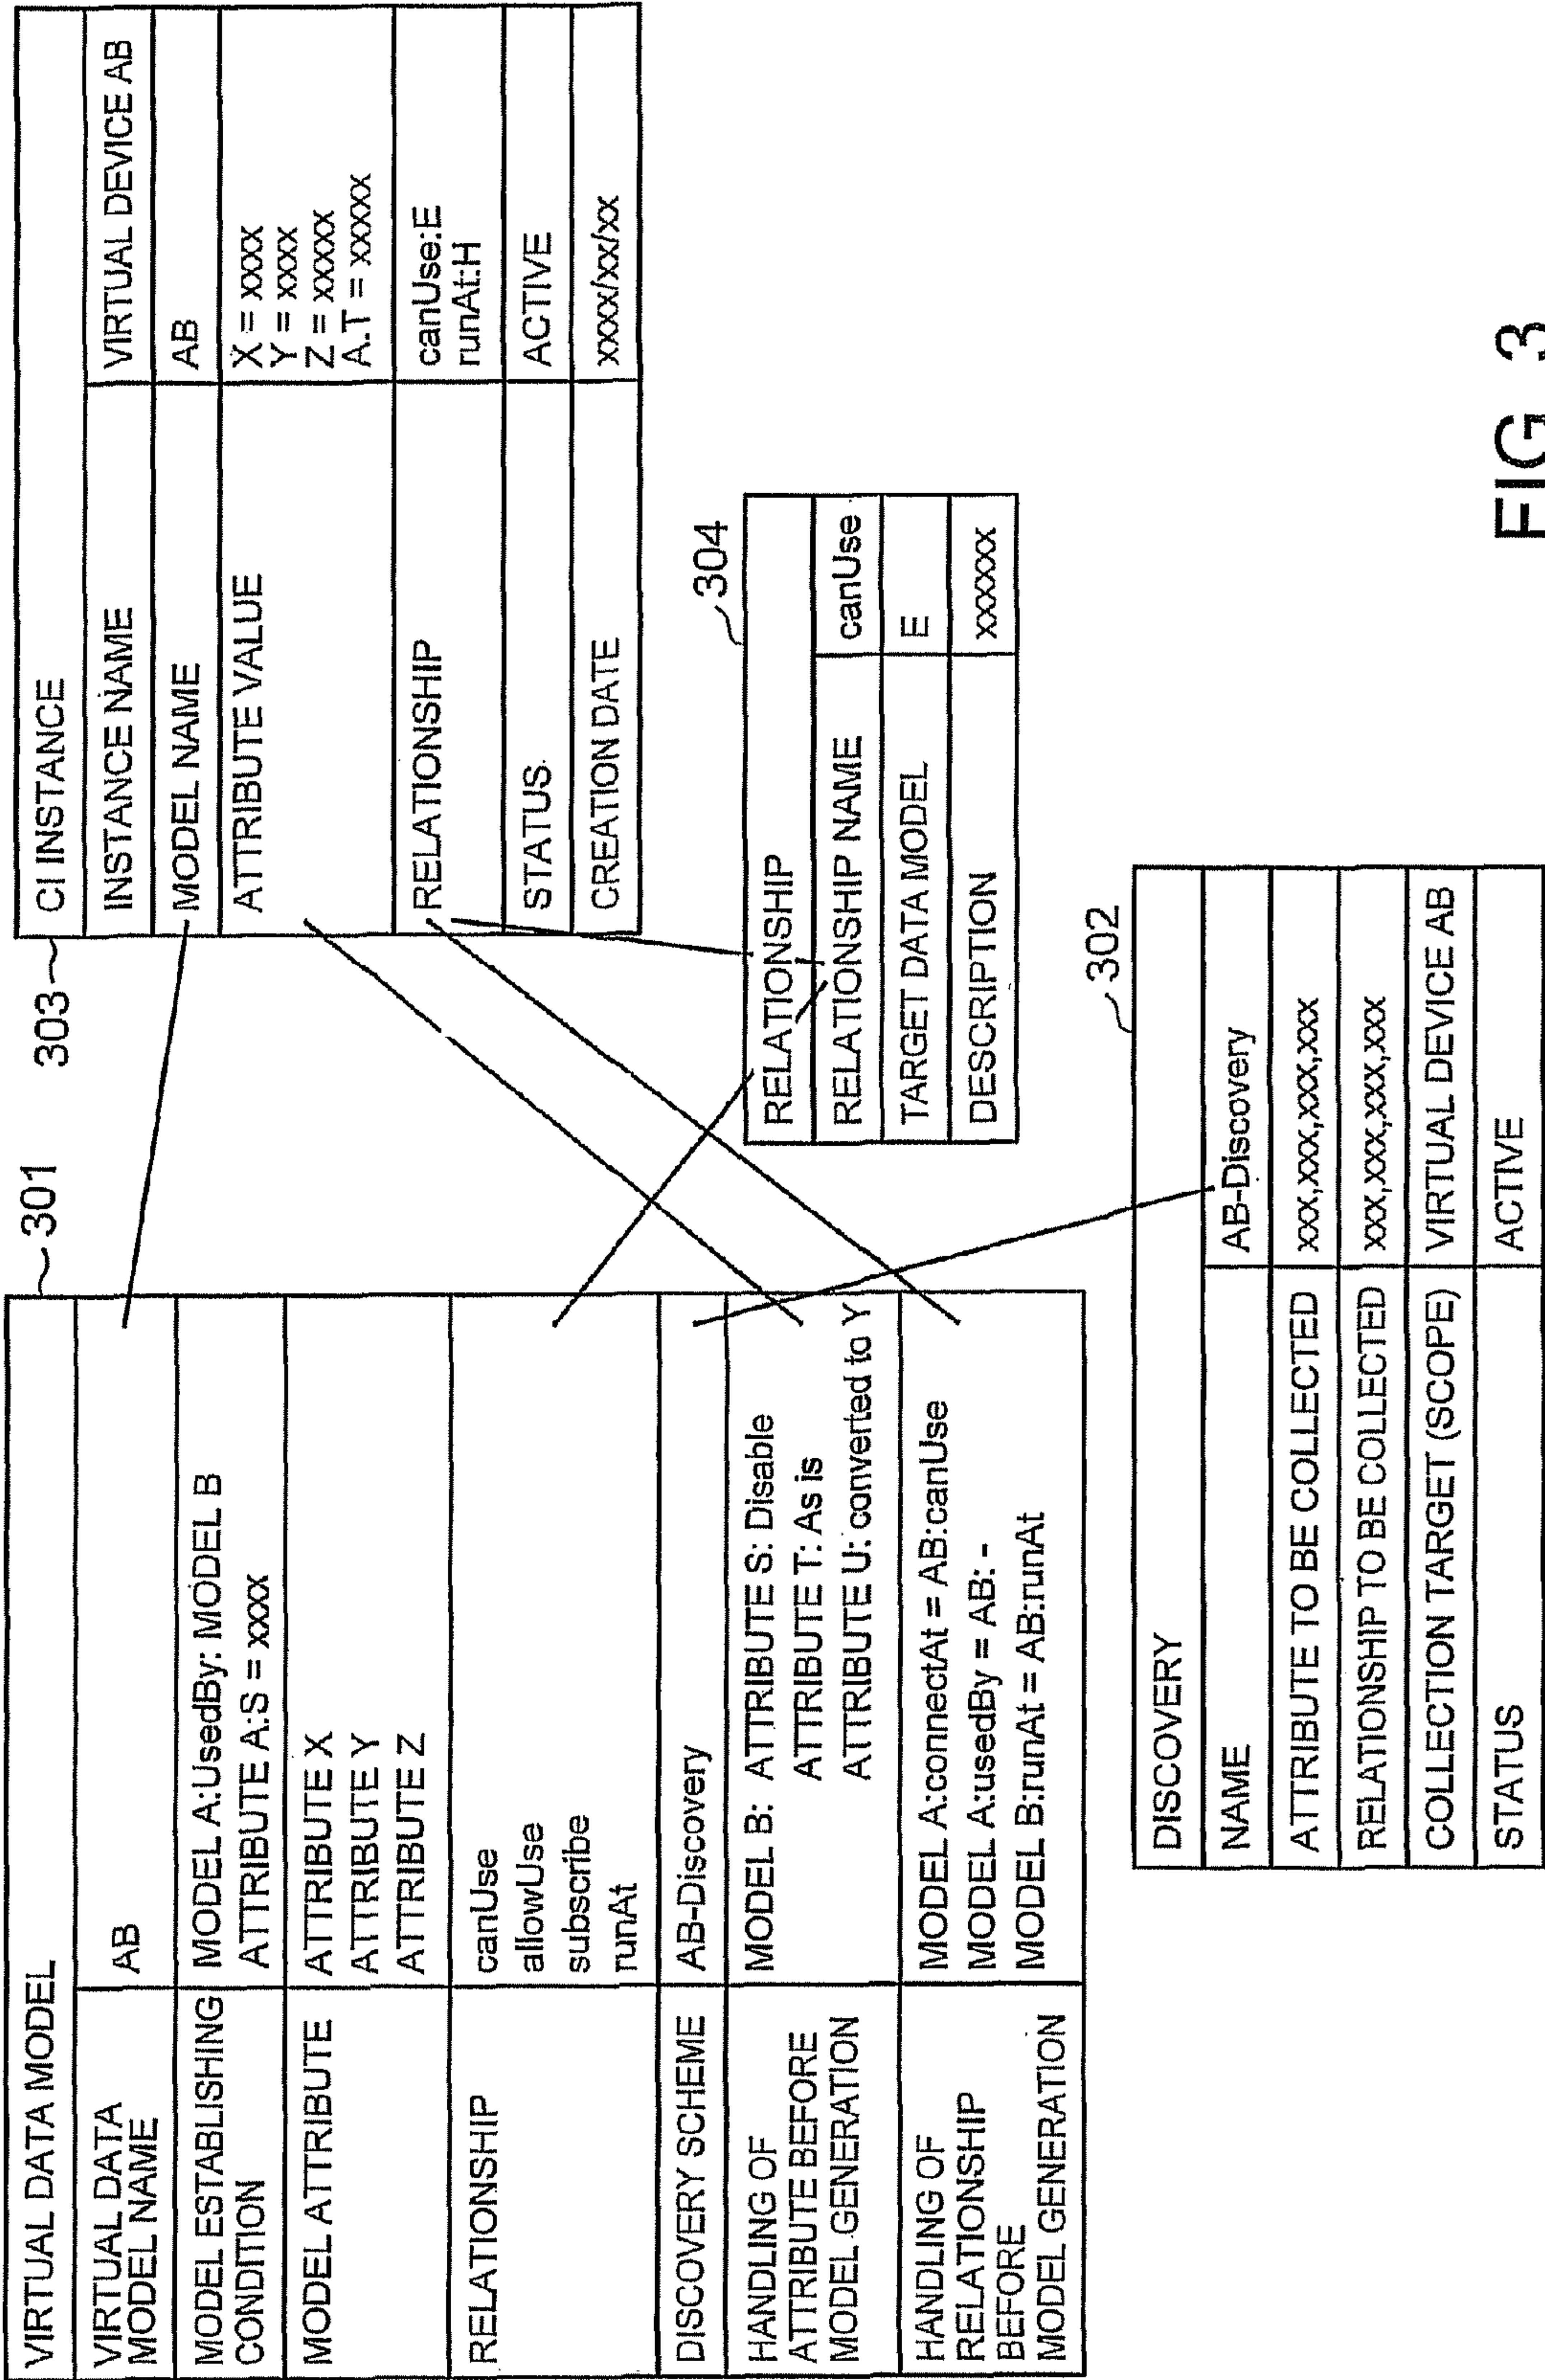 301
VIRTUAL DATA MODEL
VIRTUAL DATA
MODEL NAME
AB
MODEL ESTABLISHING
CONDITION
MODEL A:UsedBy: MODEL B
ATTRIBUTE A:S = xxxx
MODEL ATTRIBUTE
ATTRIBUTE X
ATTRIBUTE Y
ATTRIBUTE Z
RELATIONSHIP
canUse
allowUse
subscribe
runAt
DISCOVERY SCHEME
AB-Discovery
HANDLING OF
ATTRIBUTE BEFORE
MODEL GENERATION
MODEL B: ATTRIBUTE S: Disable
ATTRIBUTE T: As is
ATTRIBUTE U: converted to Y
HANDLING OF
RELATIONSHIP
BEFORE
MODEL GENERATION
MODEL A:connectAt = AB:canUse
MODEL A:usedBy = AB: -
MODEL B:runAt = AB:runAt
303
CI INSTANCE
INSTANCE NAME
VIRTUAL DEVICE AB
MODEL NAME
AB
ATTRIBUTE VALUE
X = xxxx
Y = xxxx
Z = xxxxx
A.T = xxxxx
RELATIONSHIP
canUse:E
runAt:H
STATUS
ACTIVE
CREATION DATE
xxxx/xx/xx
304
RELATIONSHIP
RELATIONSHIP NAME
canUse
TARGET DATA MODEL
E
DESCRIPTION
xxxxxx
302
DISCOVERY
NAME
AB-Discovery
ATTRIBUTE TO BE COLLECTED
xxx,xxx,xxx,xxx
RELATIONSHIP TO BE COLLECTED
xxx,xxx,xxx,xxx
COLLECTION TARGET (SCOPE)
VIRTUAL DEVICE AB
STATUS
ACTIVE
FIG 3